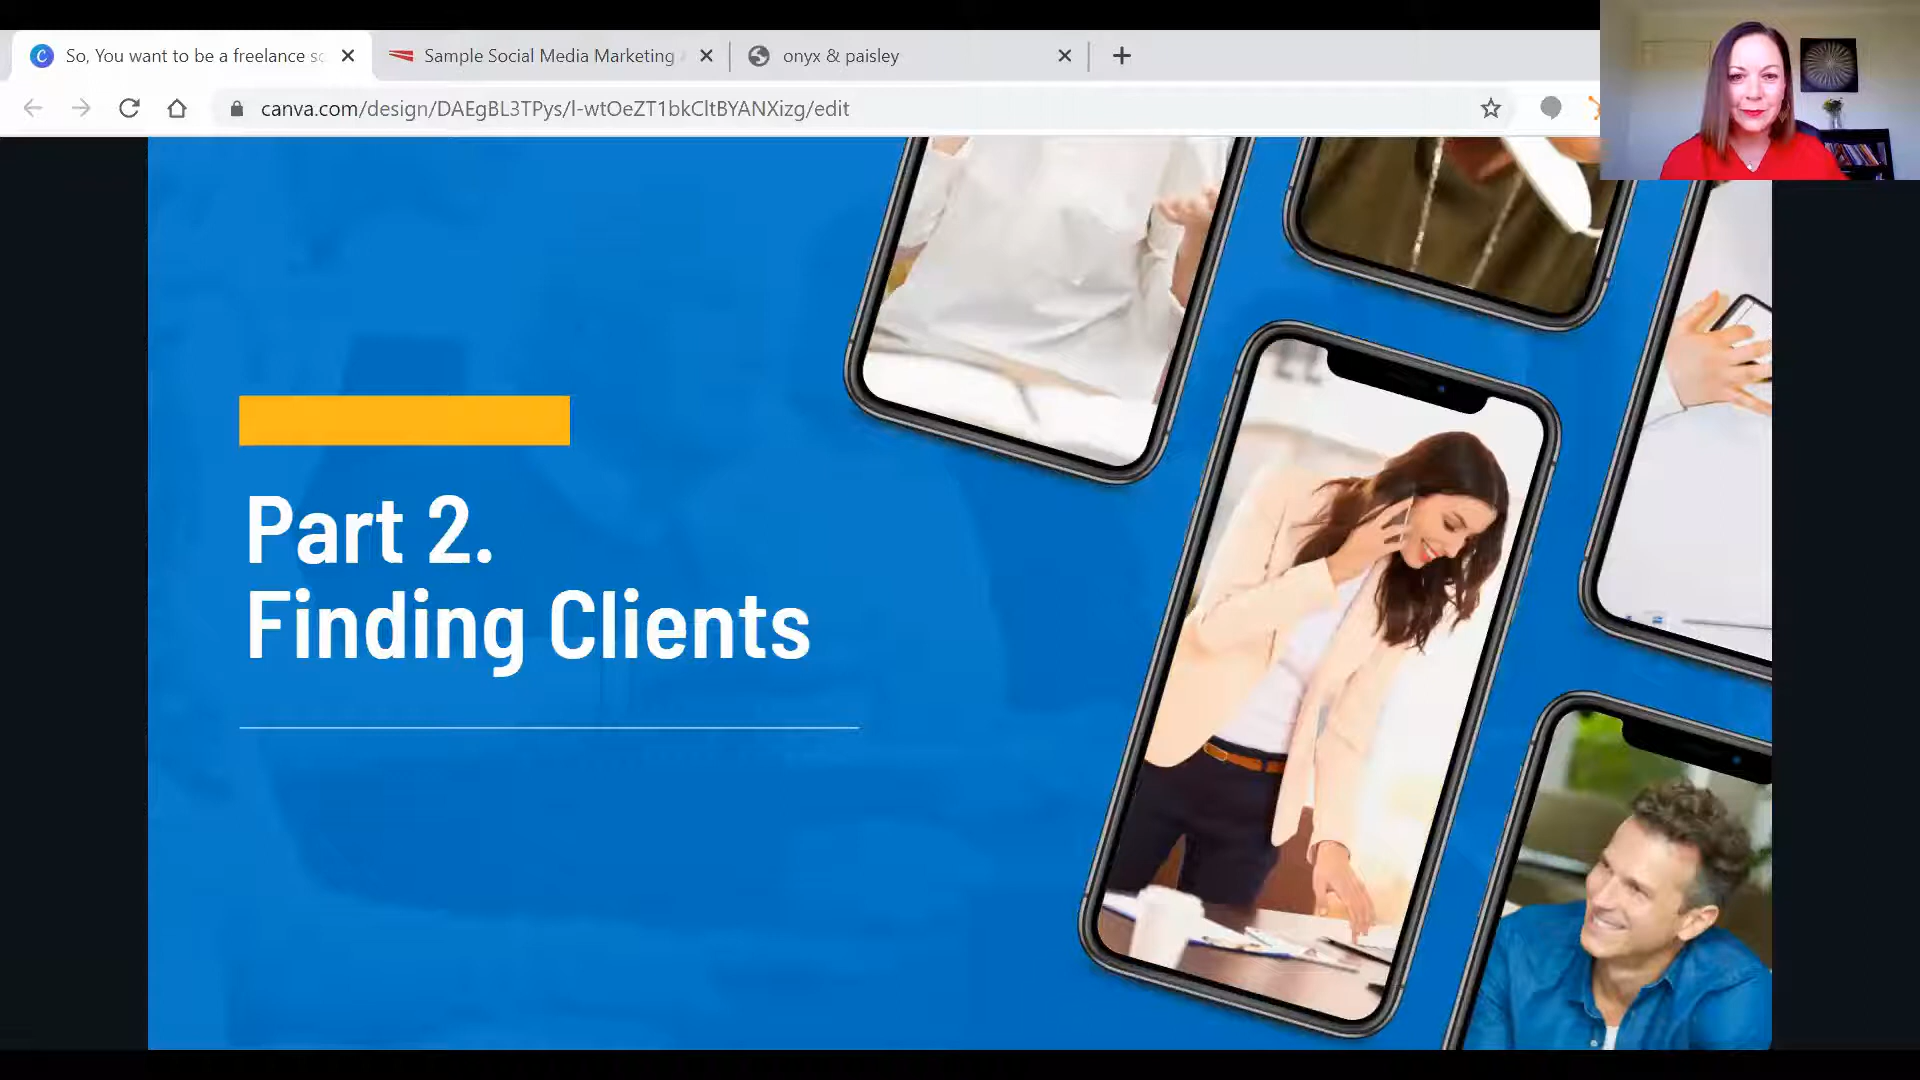 So, You want to be a freelance sc
Sample Social Media Marketing
onyx & paisley
canva.com/design/DAEgBL3TPys/l-wtOeZT1bkCltBYANXizg/edit
Part 2.
Finding Clients